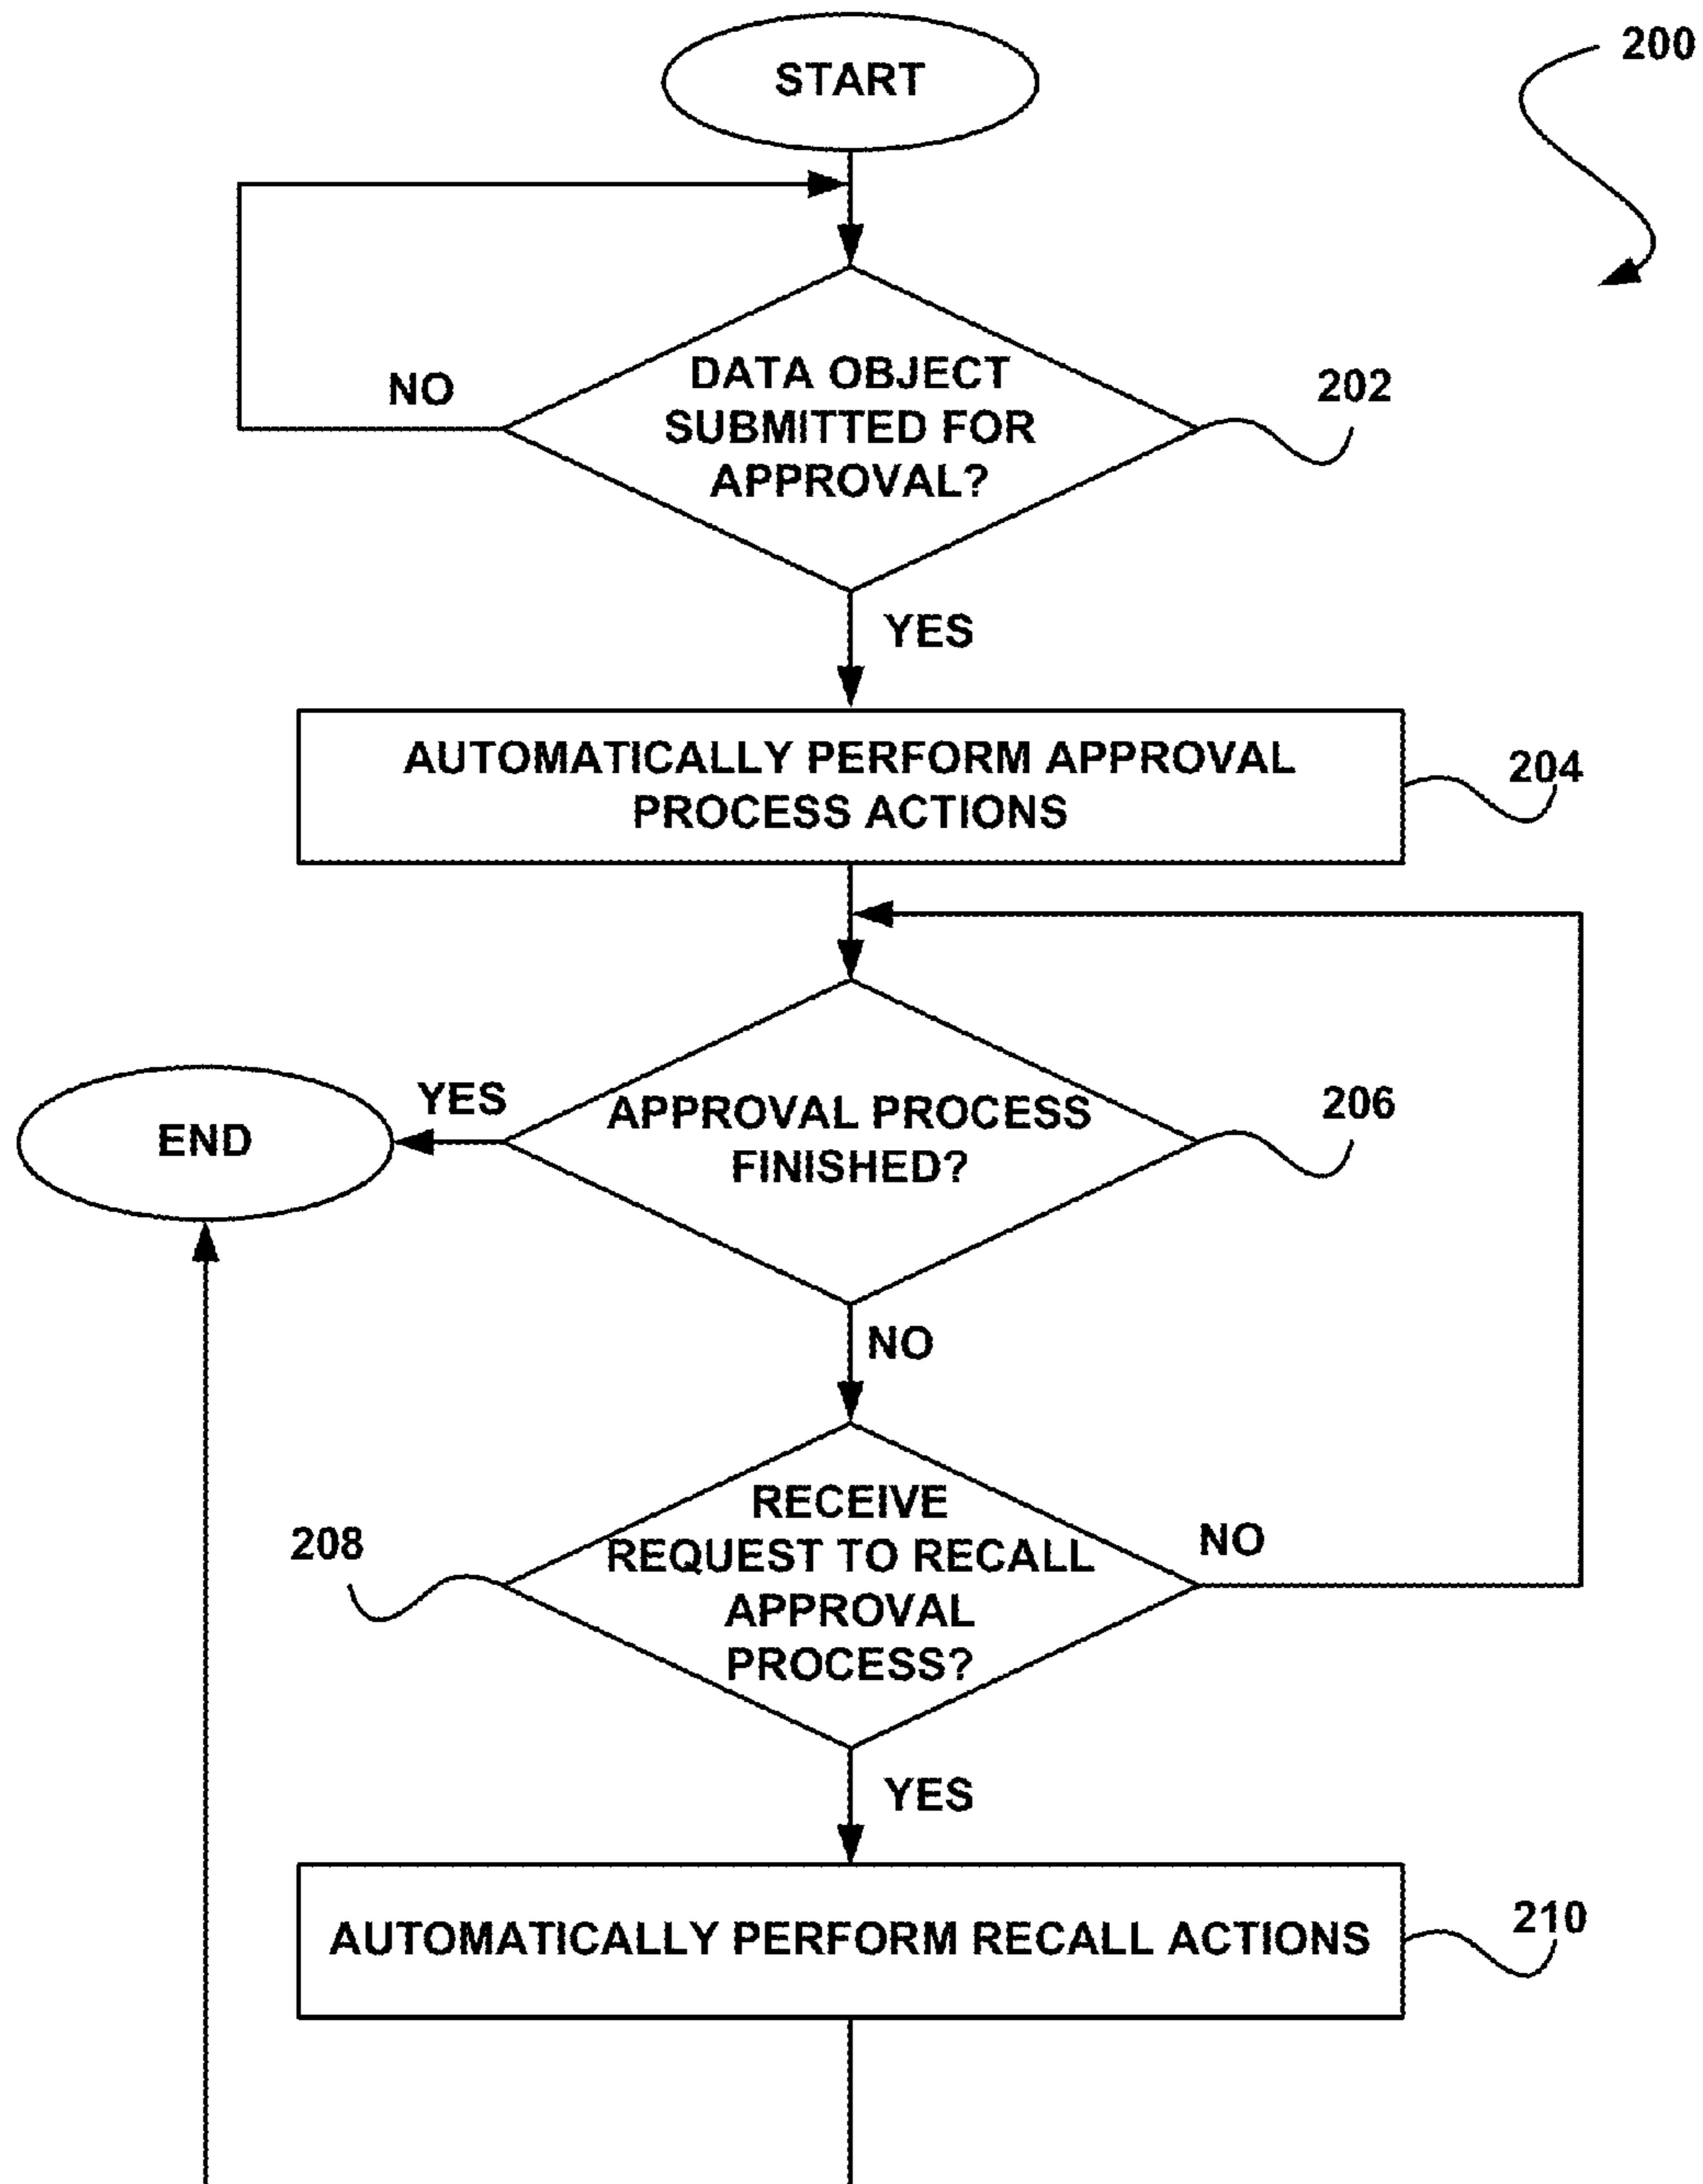 START
200
DATA OBJECT
SUBMITTED FOR
APPROVAL?
NO
202
YES
AUTOMATICALLY PERFORM APPROVAL
PROCESS ACTIONS
204
END
YES
APPROVAL PROCESS
FINISHED?
206
NO
208
RECEIVE
REQUEST TO RECALL
APPROVAL
PROCESS?
NO
YES
AUTOMATICALLY PERFORM RECALL ACTIONS
210